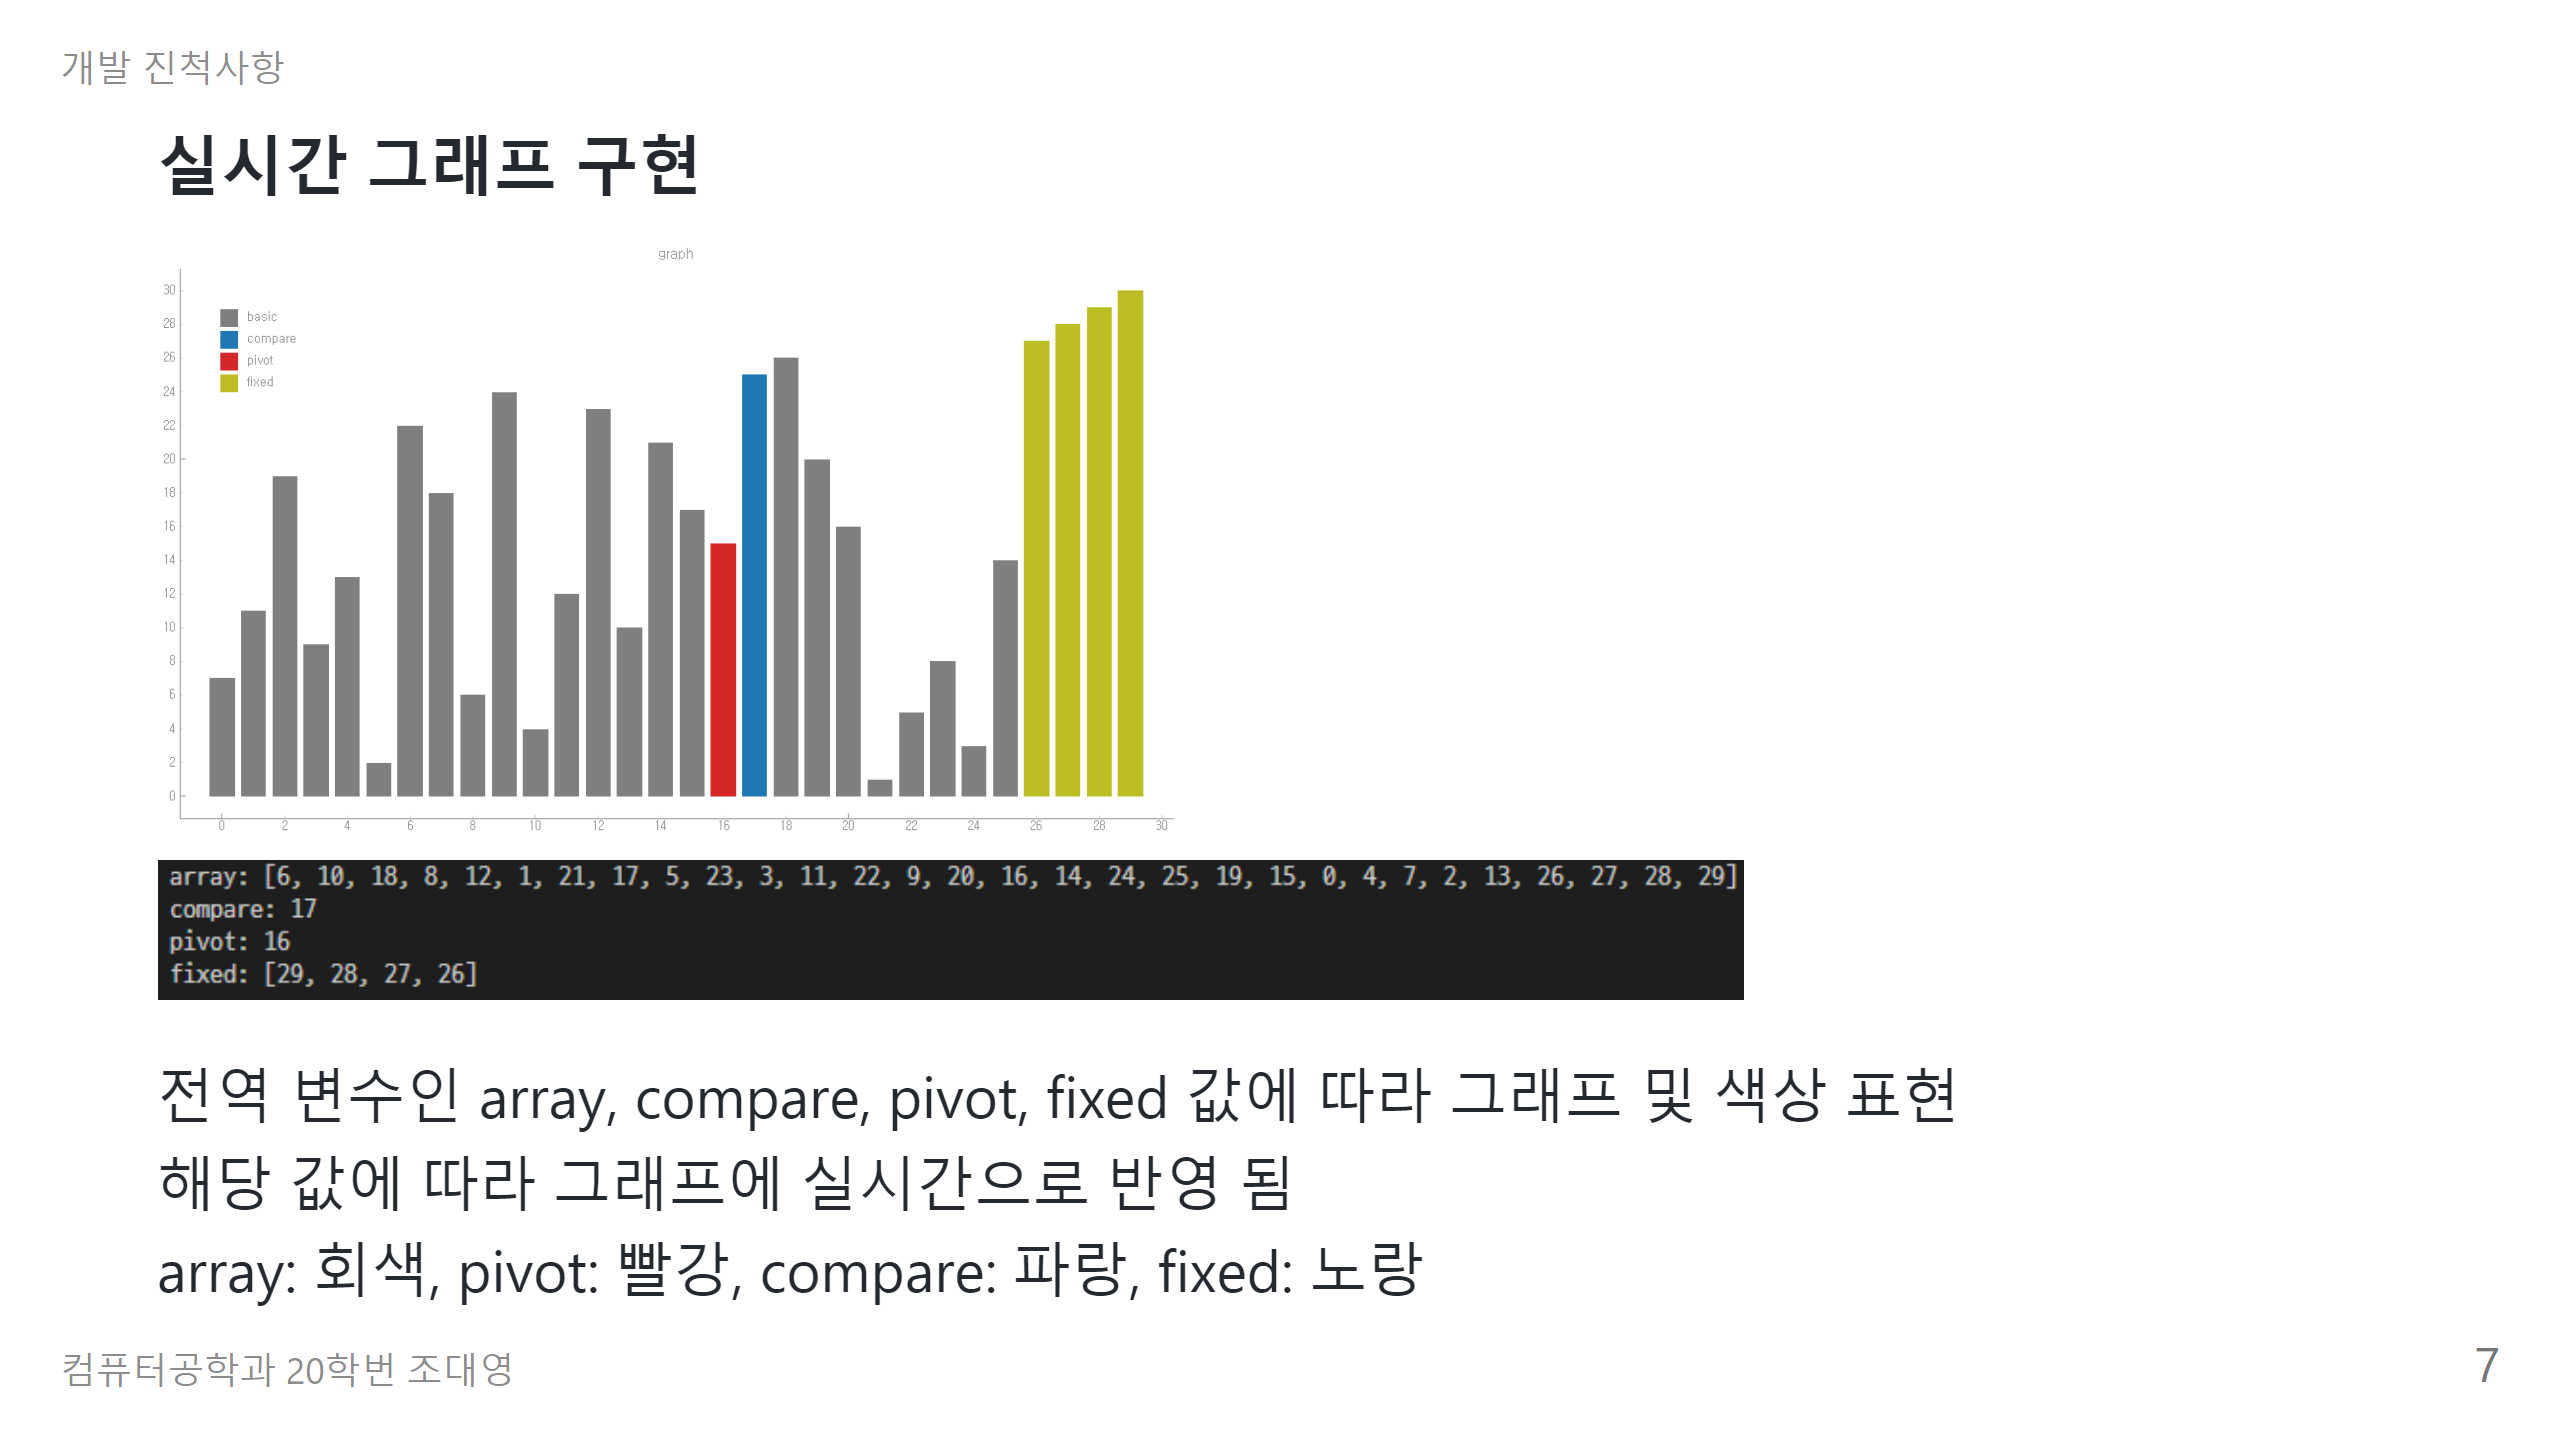 개발 진척사항
실시간 그래프 구현
graph
30
28
26
24
22
20
18
16
14
12
10
8
6
4
2
0
basic
compare
pivot
fixed
0 2 4 6 8 10 12 14 16 18 20 22 24 26 28 30
array: [6, 10, 18, 8, 12, 1, 21, 17, 5, 23, 3, 11, 22, 9, 20, 16, 14, 24, 25, 19, 15, 0, 4, 7, 2, 13, 26, 27, 28, 29]
compare: 17
pivot: 16
fixed: [29, 28, 27, 26]
전역 변수인 array, compare, pivot, fixed 값에 따라 그래프 및 색상 표현
해당 값에 따라 그래프에 실시간으로 반영 됨
array: 회색, pivot: 빨강, compare: 파랑, fixed: 노랑
컴퓨터공학과 20학번 조대영
7